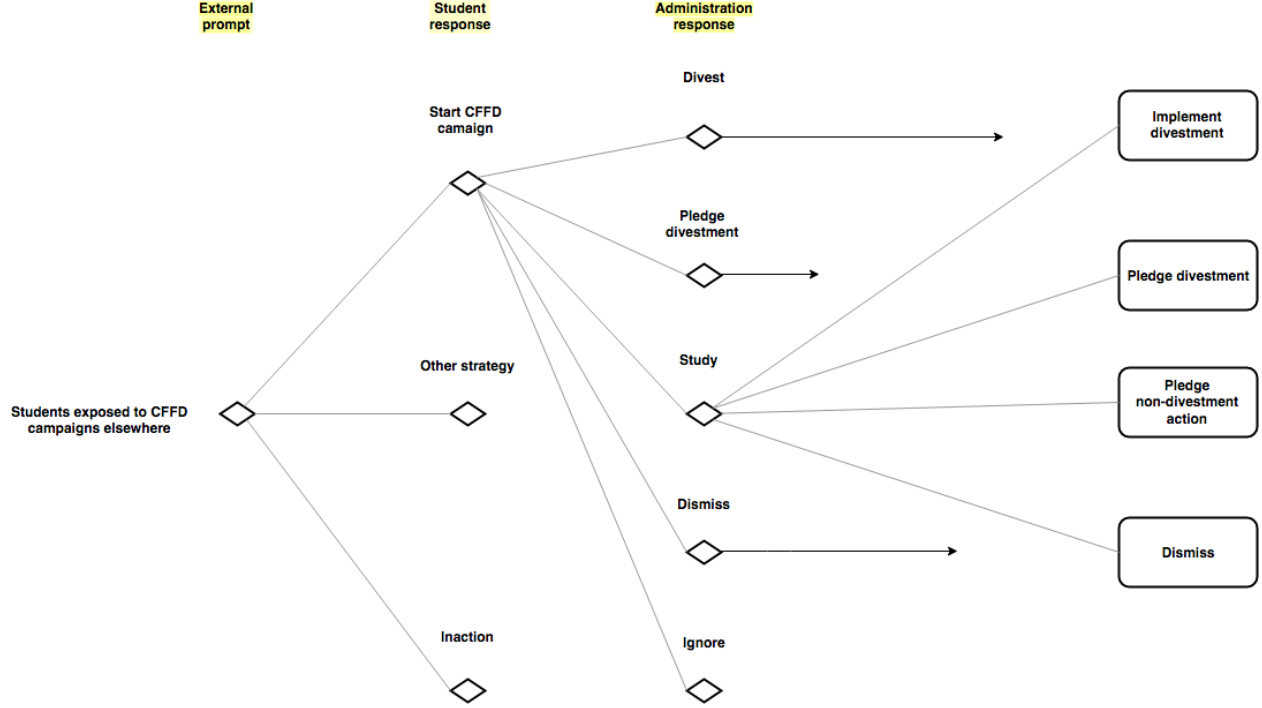 External
prompt
Student
response
Administration
response
Divest
Start CFFD
camaign
Implement
divestment
Pledge
divestment
Pledge divestment
Study
Other strategy
Pledge
non-divestment
action
Students exposed to CFFD
campaigns elsewhere
Dismiss
Dismiss
Inaction
Ignore